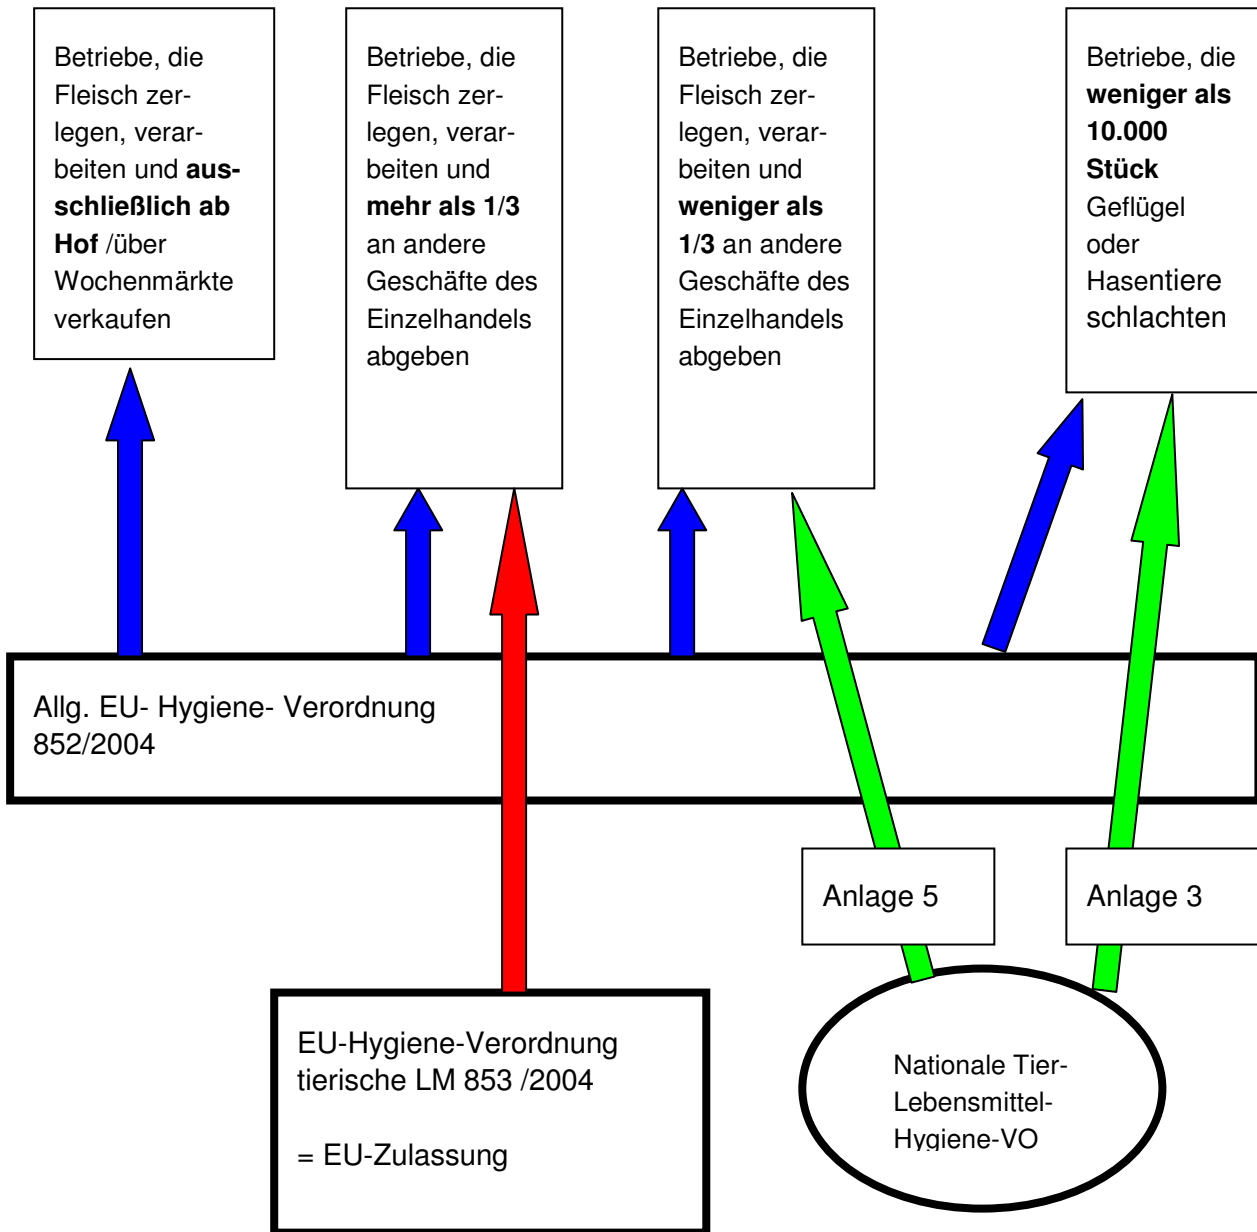 Betriebe, die
Fleisch zer-
legen, verar-
beiten und aus-
schließlich ab
Hof /über
Wochenmärkte
verkaufen
Betriebe, die
Fleisch zer-
legen, verar-
beiten und
mehr als 1/3
an andere
Geschäfte des
Einzelhandels
abgeben
Betriebe, die
Fleisch zer-
legen, verar-
beiten und
weniger als
1/3 an andere
Geschäfte des
Einzelhandels
abgeben
Betriebe, die
weniger als
10.000
Stück
Geflügel
oder
Hasentiere
schlachten
Allg. EU- Hygiene- Verordnung
852/2004
Anlage 5
Anlage 3
EU-Hygiene-Verordnung
tierische LM 853 /2004
= EU-Zulassung
Nationale Tier-
Lebensmittel-
Hygiene-VO